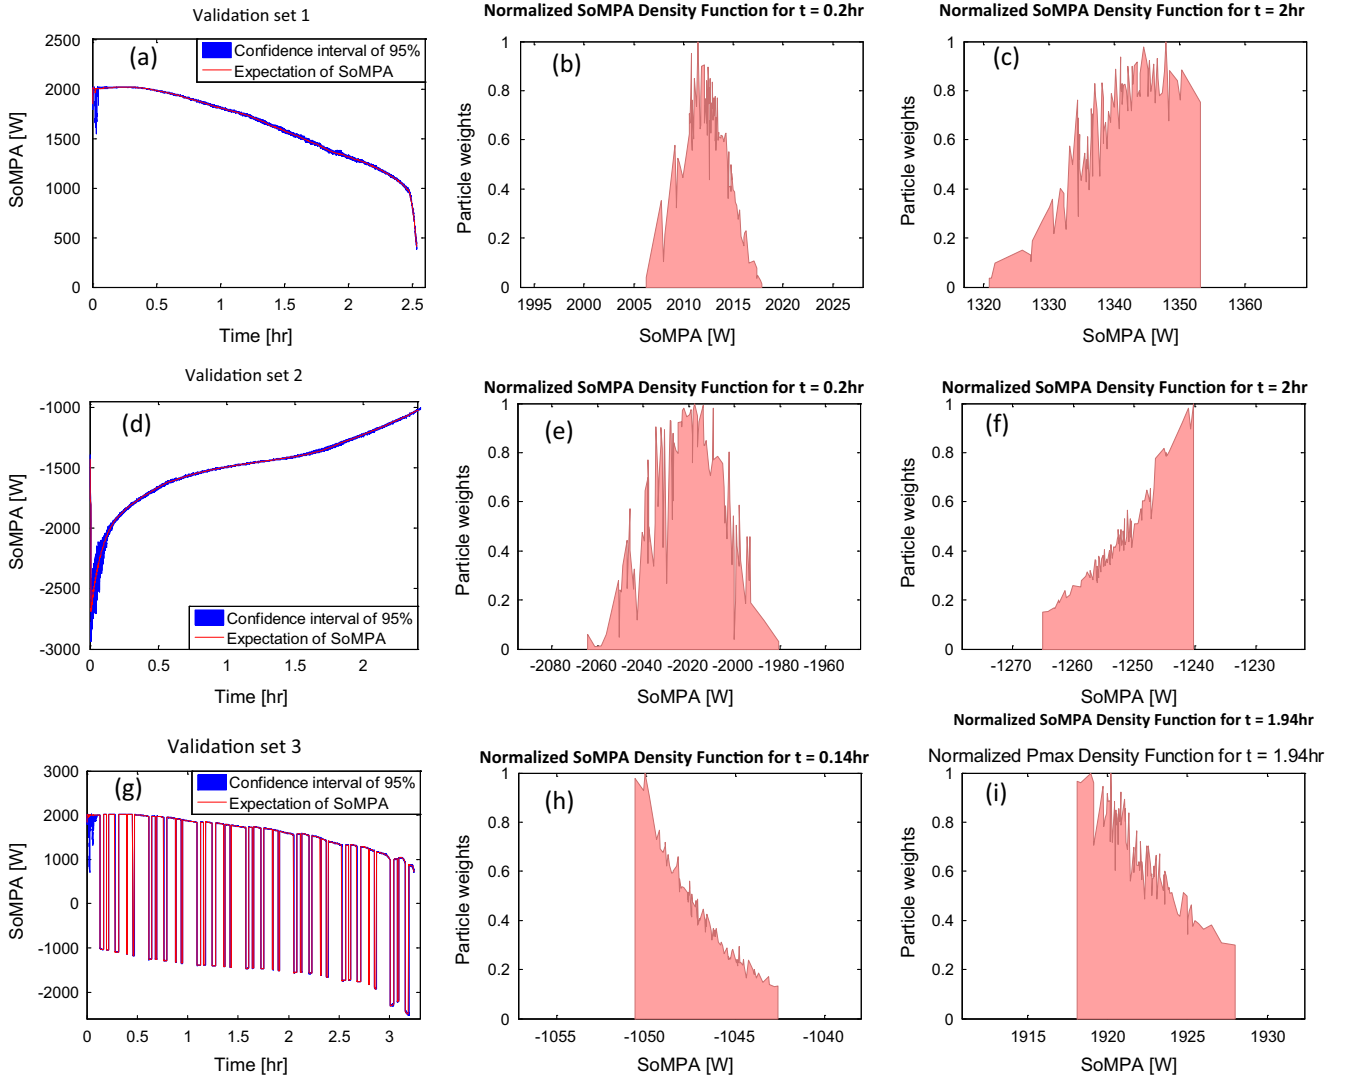 Validation set 1
Normalized SoMPA Density Function for t = 0.2hr
Normalized SoMPA Density Function for t = 2hr
(a)
Confidence interval of 95%
Expectation of SoMPA
2500
2000
1500
1000
500
0
SoMPA [W]
0 0.5 1 1.5 2 2.5
Time [hr]
(b)
1
0.8
0.6
0.4
0.2
0
Particle weights
1995 2000 2005 2010 2015 2020 2025
SoMPA [W]
(c)
1
0.8
0.6
0.4
0.2
0
Particle weights
1320 1330 1340 1350 1360
SoMPA [W]
Validation set 2
Normalized SoMPA Density Function for t = 0.2hr
Normalized SoMPA Density Function for t = 2hr
(d)
-1000
-1500
-2000
-2500
-3000
SoMPA [W]
Confidence interval of 95%
Expectation of SoMPA
0 0.5 1 1.5 2
Time [hr]
(e)
1
0.8
0.6
0.4
0.2
0
Particle weights
-2080 -2060 -2040 -2020 -2000 -1980 -1960
SoMPA [W]
(f)
1
0.8
0.6
0.4
0.2
0
Particle weights
-1270 -1260 -1250 -1240 -1230
SoMPA [W]
Validation set 3
Normalized SoMPA Density Function for t = 0.14hr
Normalized SoMPA Density Function for t = 1.94hr
Normalized Pmax Density Function for t = 1.94hr
(g)
Confidence interval of 95%
Expectation of SoMPA
3000
2000
1000
0
-1000
-2000
SoMPA [W]
0 0.5 1 1.5 2 2.5 3
Time [hr]
(h)
1
0.8
0.6
0.4
0.2
0
Particle weights
-1055 -1050 -1045 -1040
SoMPA [W]
(i)
1
0.8
0.6
0.4
0.2
0
Particle weights
1915 1920 1925 1930
SoMPA [W]